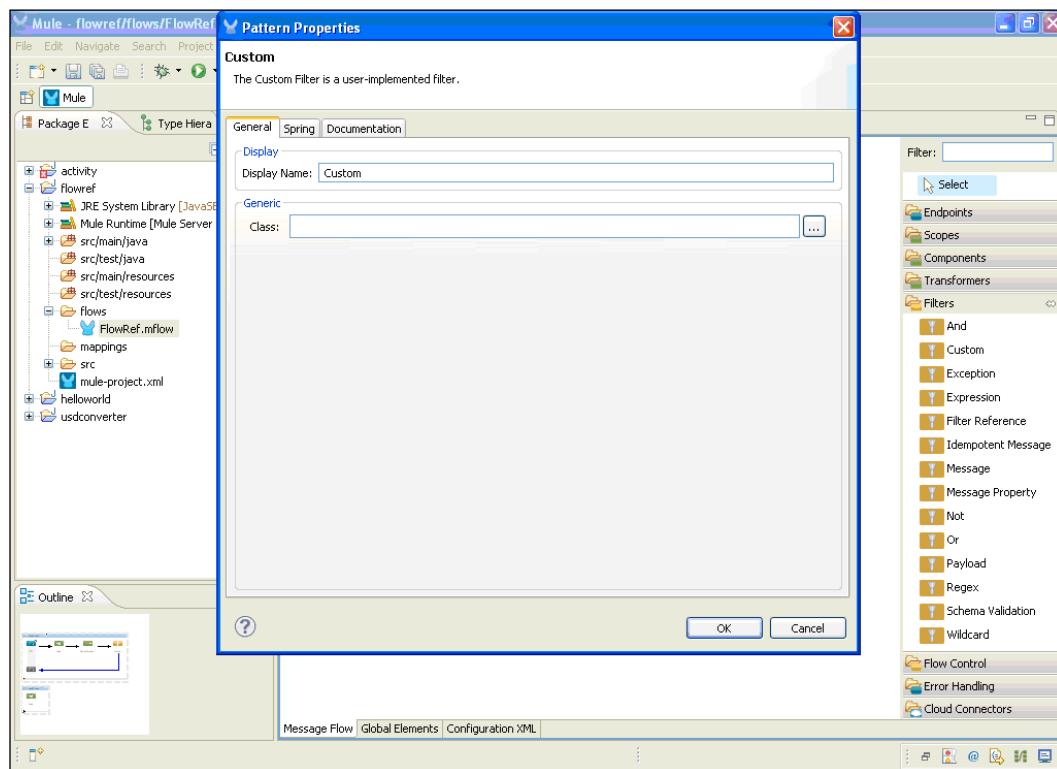 Mule - flowref/flows/FlowRef
Pattern Properties
File Edit Navigate Search Project
Custom
The Custom Filter is a user-implemented filter.
Mule
Package E
Type Hiera
General
Spring
Documentation
Display
Display Name: Custom
Generic
Class:
...
activity
flowref
JRE System Library [JavaSE
Mule Runtime [Mule Server
src/main/java
src/test/java
src/main/resources
src/test/resources
flows
FlowRef.mflow
mappings
src
mule-project.xml
helloworld
usdconverter
Filter:
Select
Endpoints
Scopes
Components
Transformers
Filters
And
Custom
Exception
Expression
Filter Reference
Idempotent Message
Message
Message Property
Not
Or
Payload
Regex
Schema Validation
Wildcard
Flow Control
Error Handling
Cloud Connectors
Outline
?
OK
Cancel
Message Flow
Global Elements
Configuration XML